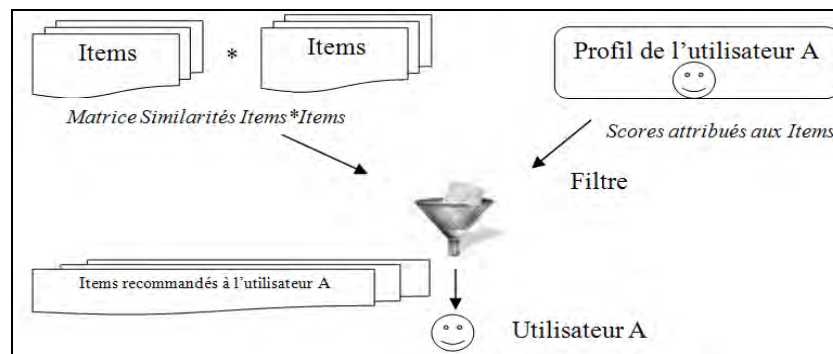 Items
*
Items
Profil de l'utilisateur A
Matrice Similarités Items*Items
Scores attribués aux Items
Filtre
Items recommandés à l'utilisateur A
Utilisateur A